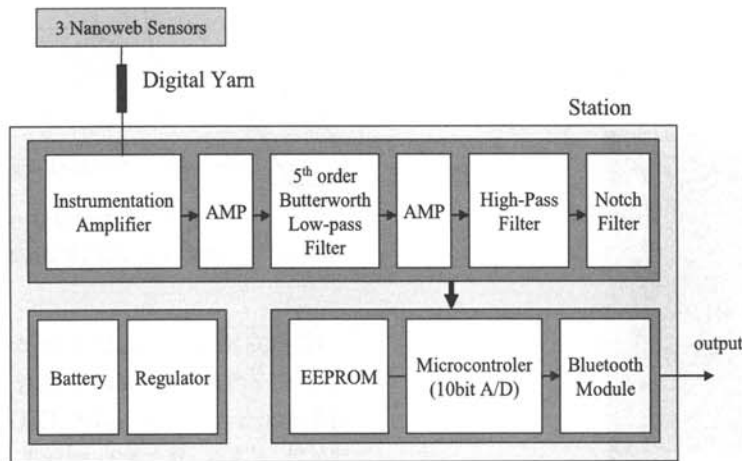 3 Nanoweb Sensors
Digital Yarn
Station
Instrumentation
Amplifier
AMP
5th order
Butterworth
Low-pass
Filter
AMP
High-Pass
Filter
Notch
Filter
Battery
Regulator
EEPROM
Microcontroler
(10bit A/D)
Bluetooth
Module
output